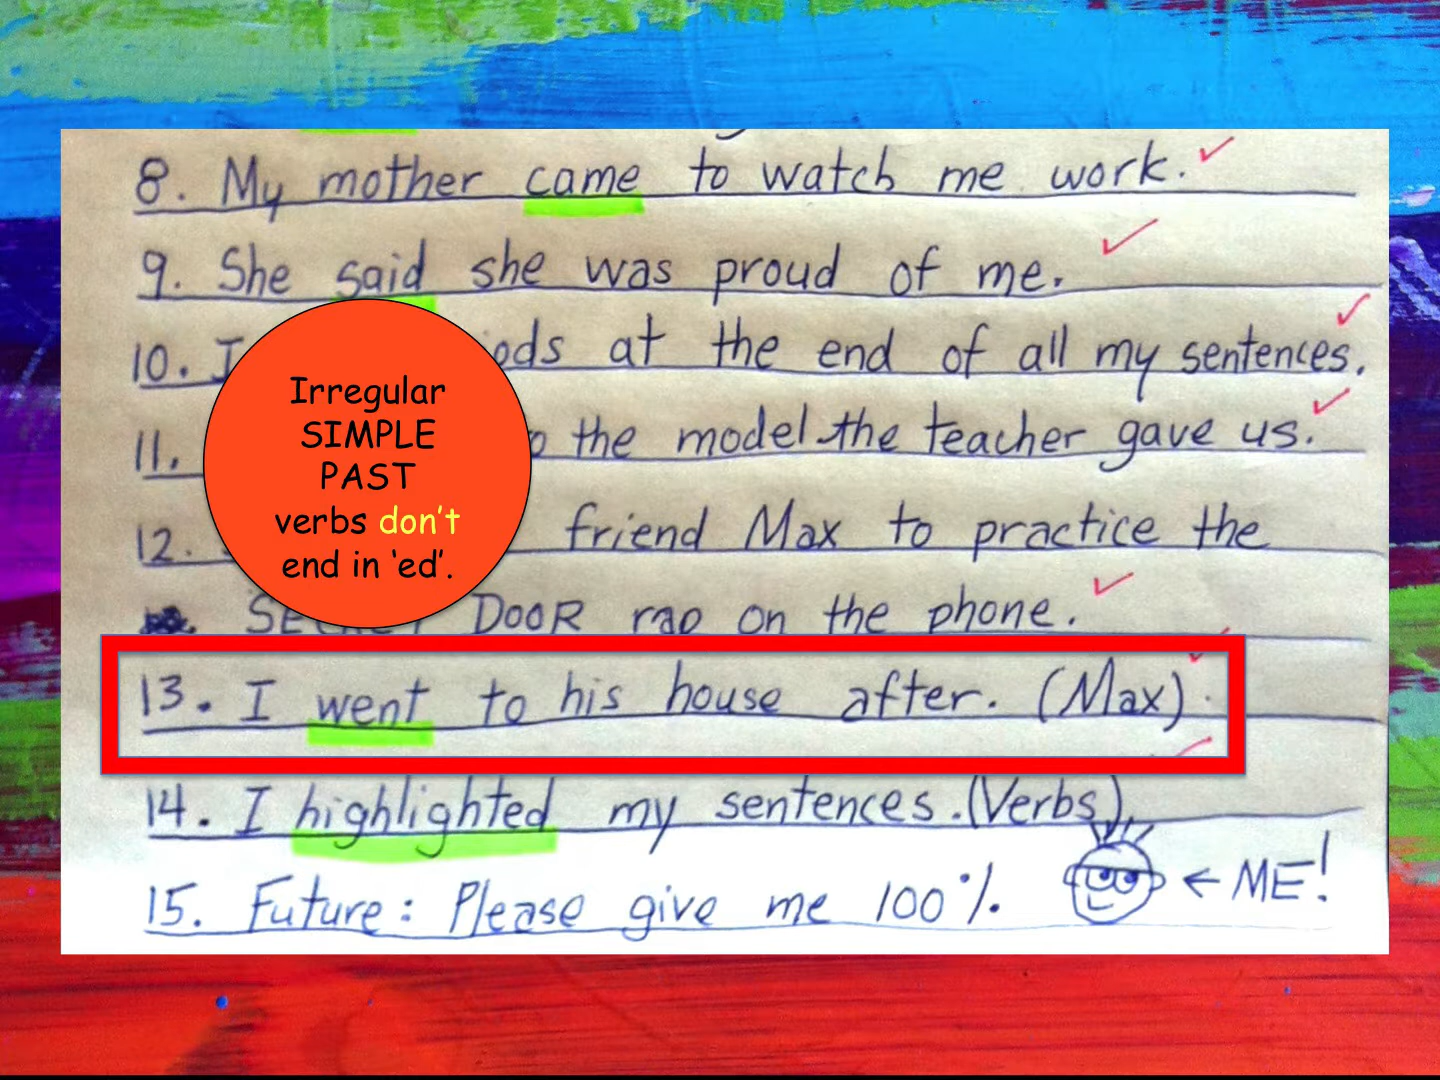 8. My mother came to watch me work.
9. She said she was proud of me.
10. I ods at the end of all my sentences.
11. o the model the teacher gave us.
12. friend Max to practice the
SECRET DOOR rap on the phone.
Irregular
SIMPLE
PAST
verbs don't
end in 'ed'.
13. I went to his house after. (Max)
14. I highlighted my sentences. (Verbs)
15. Future: Please give me 100%. ← ME!